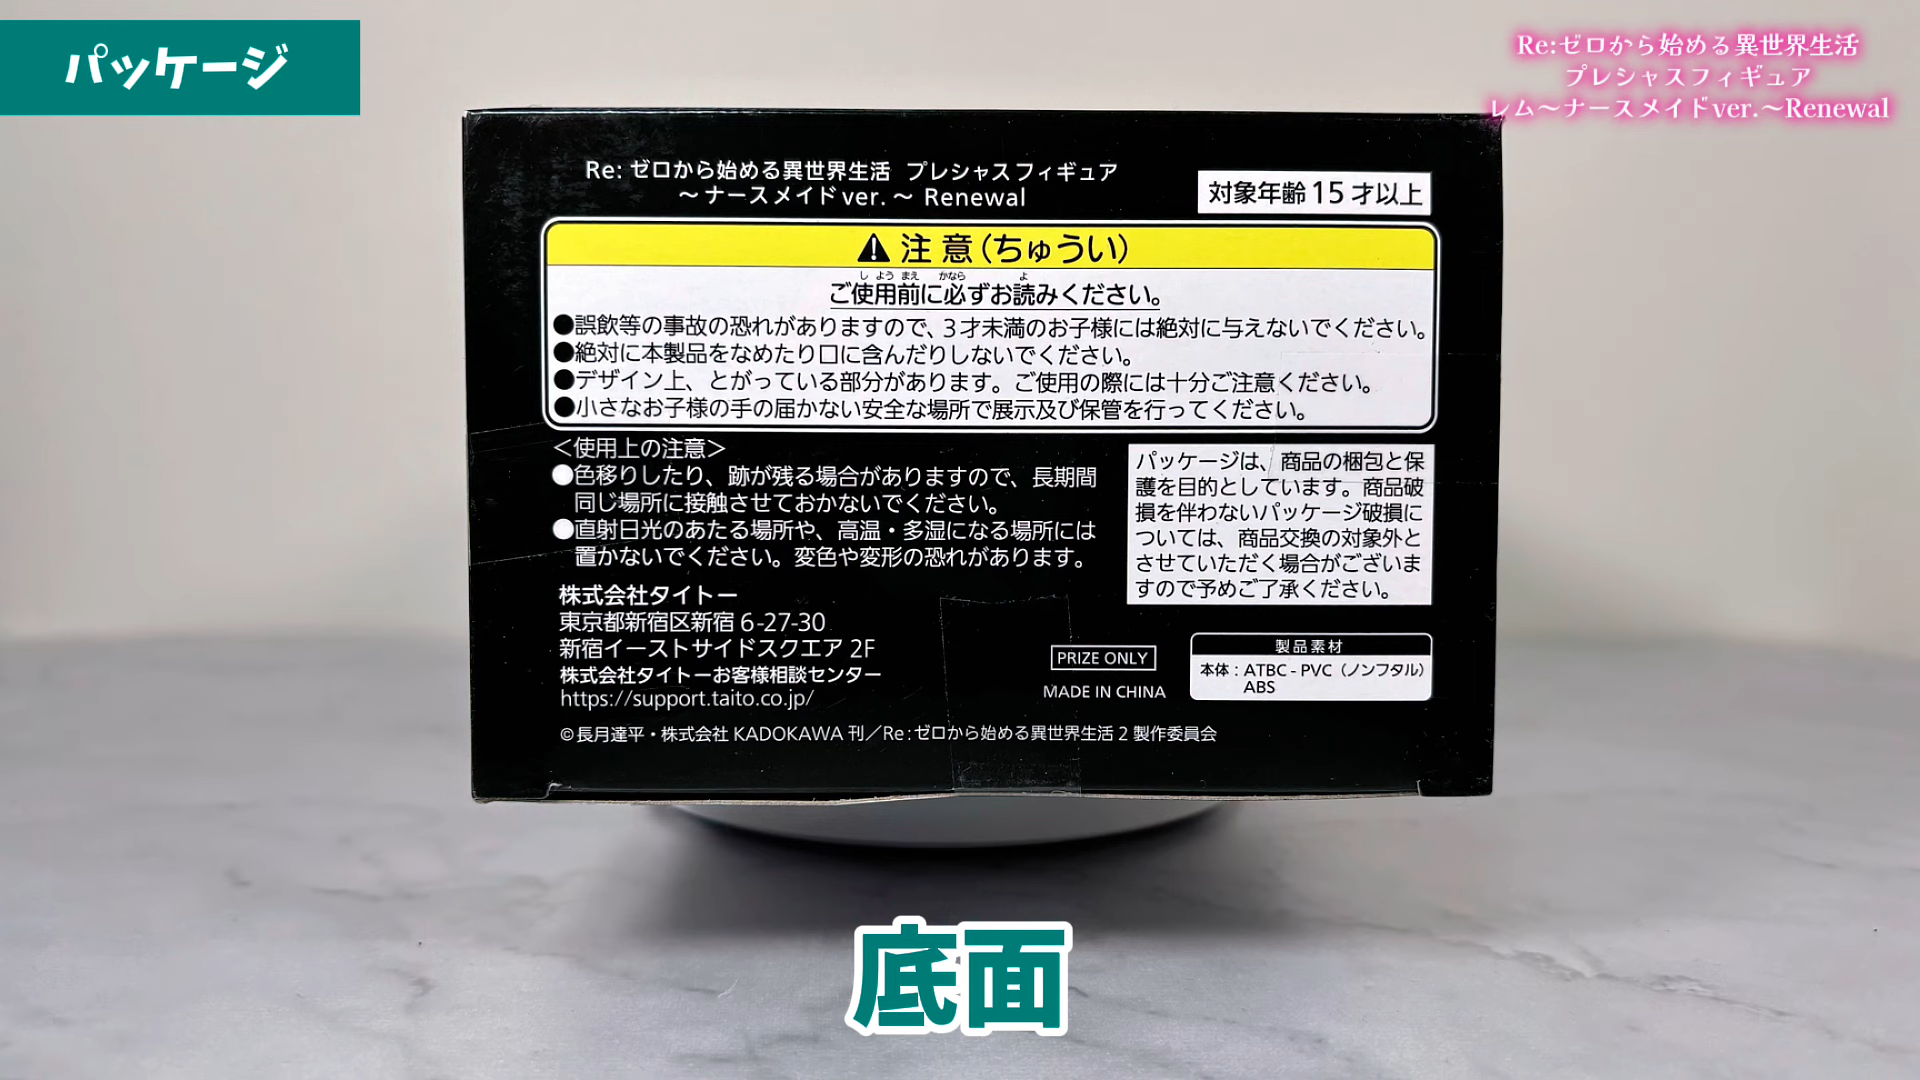 パッケージ
Re:ゼロから始める異世界生活
プレシャスフィギュア
レム～ナースメイドver.～Renewal
Re: ゼロから始める異世界生活 プレシャスフィギュア
～ナースメイドver.～ Renewal
対象年齢15才以上
⚠注意(ちゅうい)
しようまえ かなら よ
ご使用前に必ずお読みください。
●誤飲等の事故の恐れがありますので、3才未満のお子様には絶対に与えないでください。
●絶対に本製品をなめたり口に含んだりしないでください。
●デザイン上、とがっている部分があります。ご使用の際には十分ご注意ください。
●小さなお子様の手の届かない安全な場所で展示及び保管を行ってください。
＜使用上の注意＞
●色移りしたり、跡が残る場合がありますので、長期間
同じ場所に接触させておかないでください。
●直射日光のあたる場所や、高温・多湿になる場所には
置かないでください。変色や変形の恐れがあります。
パッケージは、商品の梱包と保
護を目的としています。商品破
損を伴わないパッケージ破損に
ついては、商品交換の対象外と
させていただく場合がございま
すので予めご了承ください。
株式会社タイトー
東京都新宿区新宿6-27-30
新宿イーストサイドスクエア 2F
株式会社タイトーお客様相談センター
https://support.taito.co.jp/
PRIZE ONLY
MADE IN CHINA
製品素材
本体：ATBC-PVC（ノンフタル）
ABS
©長月達平・株式会社KADOKAWA刊／Re:ゼロから始める異世界生活2製作委員会
底面